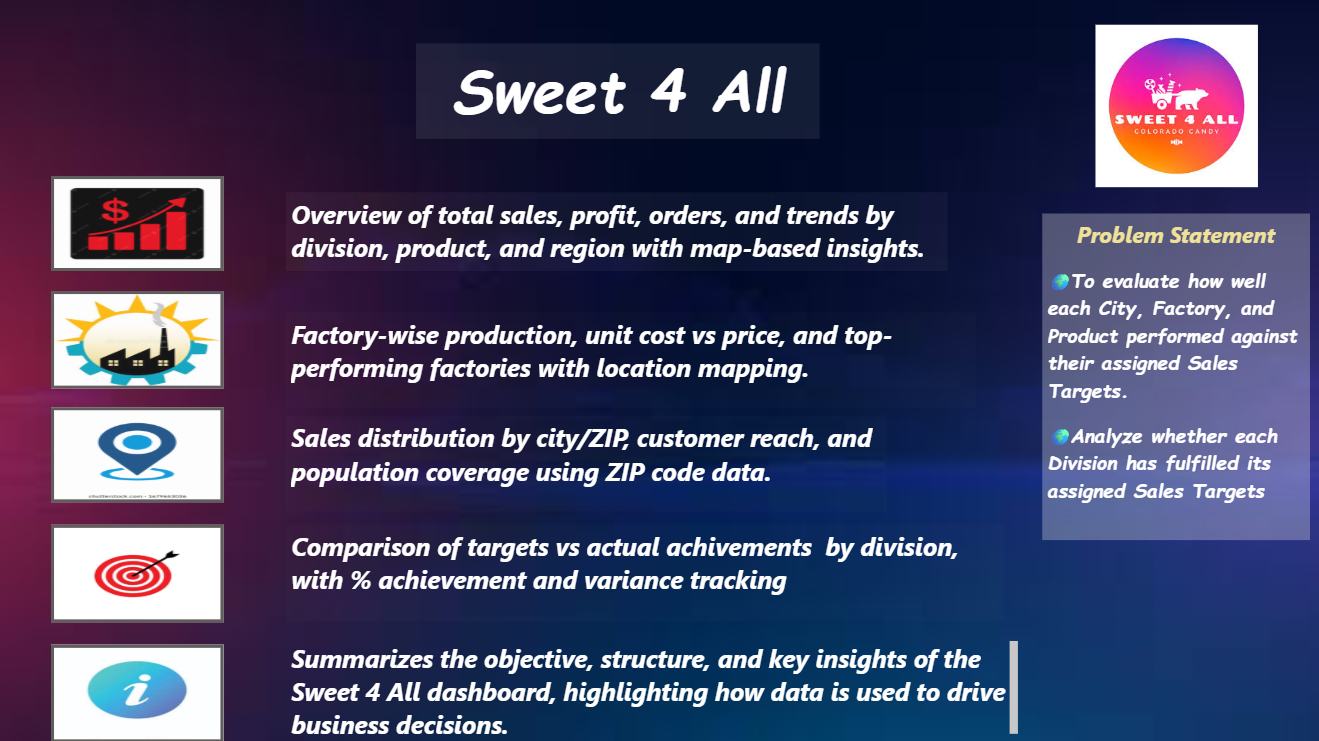 Sweet 4 All
SWEET 4 ALL
COLORADO CANDY
$
Overview of total sales, profit, orders, and trends by
division, product, and region with map-based insights.
Factory-wise production, unit cost vs price, and top-
performing factories with location mapping.
Sales distribution by city/ZIP, customer reach, and
population coverage using ZIP code data.
Comparison of targets vs actual achivements  by division,
with % achievement and variance tracking
i
Summarizes the objective, structure, and key insights of the
Sweet 4 All dashboard, highlighting how data is used to drive
business decisions.
Problem Statement
🌍To evaluate how well
each City, Factory, and
Product performed against
their assigned Sales
Targets.
🌍Analyze whether each
Division has fulfilled its
assigned Sales Targets